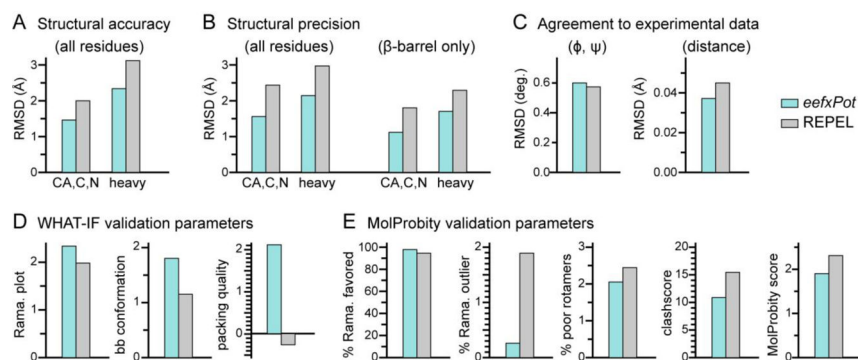 A Structural accuracy
(all residues)
RMSD (Å)
3
2
1
0
CA,C,N heavy
B Structural precision
(all residues) (β-barrel only)
RMSD (Å)
3
2
1
0
CA,C,N heavy CA,C,N heavy
C Agreement to experimental data
(ϕ, ψ) (distance)
RMSD (deg.)
0.6
0.3
0.0
RMSD (Å)
0.04
0.02
0.00
eefxPot
REPEL
D WHAT-IF validation parameters
Rama. plot
2
1
0
bb conformation
2
1
0
packing quality
2
1
0
E MolProbity validation parameters
% Rama. favored
100
80
60
40
20
0
% Rama. outlier
2
1
0
% poor rotamers
3
2
1
0
clashscore
20
15
10
5
0
MolProbity score
2
1
0